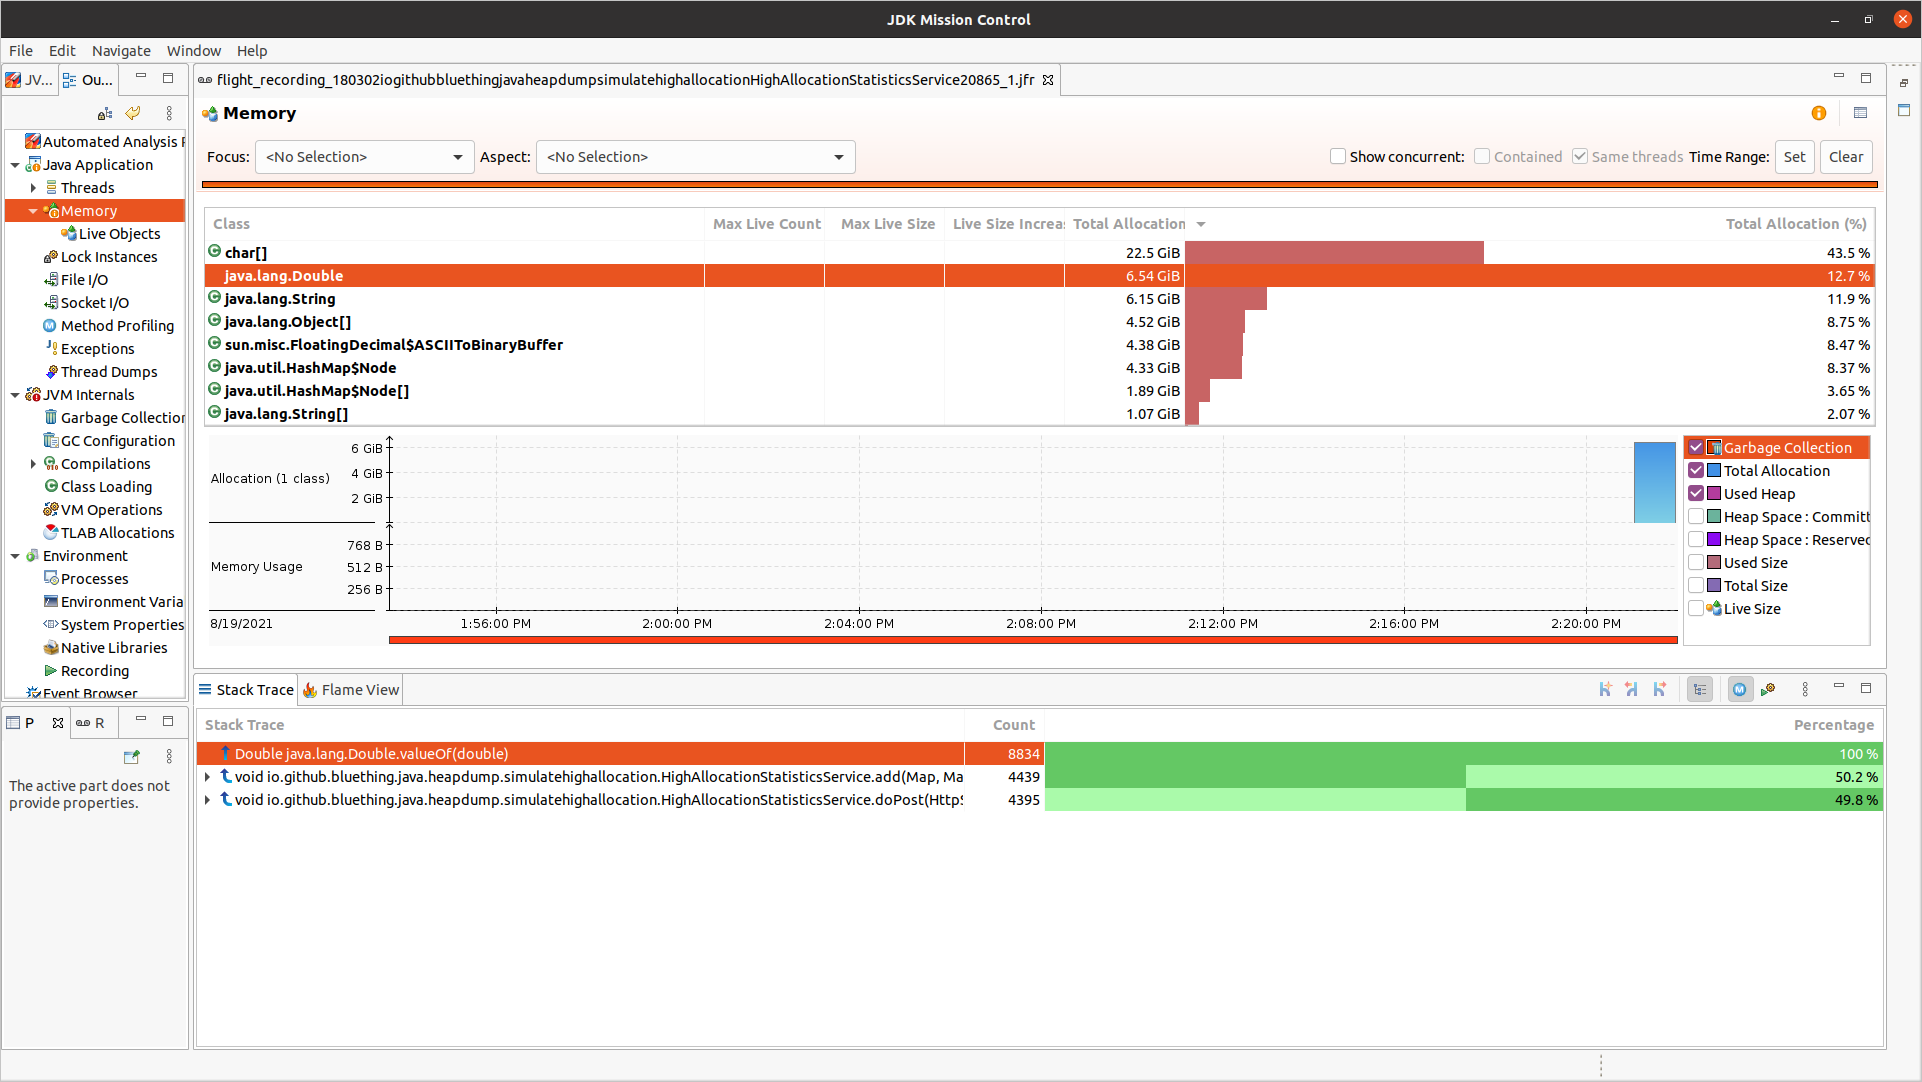 JDK Mission Control
File Edit Navigate Window Help
JV... Ou...
flight_recording_180302iogithubbluethingjavaheapdumpsimulatehighallocationHighAllocationStatisticsService20865_1.jfr
Automated Analysis R
Java Application
Threads
Memory
Live Objects
Lock Instances
File I/O
Socket I/O
Method Profiling
Exceptions
Thread Dumps
JVM Internals
Garbage Collection
GC Configuration
Compilations
Class Loading
VM Operations
TLAB Allocations
Environment
Processes
Environment Varia
System Properties
Native Libraries
Recording
Event Browser
P R
The active part does not
provide properties.
Memory
Focus: <No Selection> Aspect: <No Selection> Show concurrent: Contained Same threads Time Range: Set Clear
Class Max Live Count Max Live Size Live Size Increa Total Allocation Total Allocation (%)
char[] 22.5 GiB 43.5 %
java.lang.Double 6.54 GiB 12.7 %
java.lang.String 6.15 GiB 11.9 %
java.lang.Object[] 4.52 GiB 8.75 %
sun.misc.FloatingDecimal$ASCIIToBinaryBuffer 4.38 GiB 8.47 %
java.util.HashMap$Node 4.33 GiB 8.37 %
java.util.HashMap$Node[] 1.89 GiB 3.65 %
java.lang.String[] 1.07 GiB 2.07 %
6 GiB
Allocation (1 class) 4 GiB
2 GiB
768 B
Memory Usage 512 B
256 B
8/19/2021 1:56:00 PM 2:00:00 PM 2:04:00 PM 2:08:00 PM 2:12:00 PM 2:16:00 PM 2:20:00 PM
Garbage Collection
Total Allocation
Used Heap
Heap Space : Committ
Heap Space : Reserved
Used Size
Total Size
Live Size
Stack Trace Flame View
Stack Trace Count Percentage
Double java.lang.Double.valueOf(double) 8834 100 %
void io.github.bluething.java.heapdump.simulatehighallocation.HighAllocationStatisticsService.add(Map, Ma 4439 50.2 %
void io.github.bluething.java.heapdump.simulatehighallocation.HighAllocationStatisticsService.doPost(HttpS 4395 49.8 %